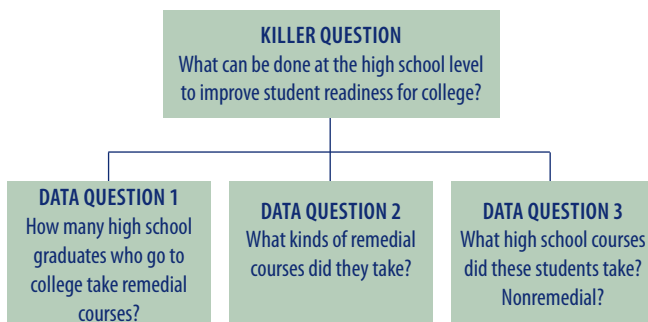 KILLER QUESTION
What can be done at the high school level
to improve student readiness for college?
DATA QUESTION 1
How many high school
graduates who go to
college take remedial
courses?
DATA QUESTION 2
What kinds of remedial
courses did they take?
DATA QUESTION 3
What high school courses
did these students take?
Nonremedial?